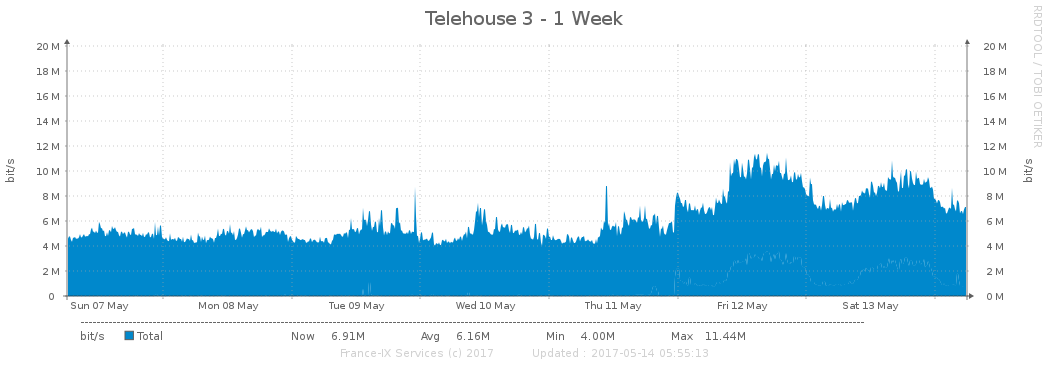 Telehouse 3 - 1 Week
RRDTOOL / TOBI OETIKER
bit/s
20 M 20 M
18 M 18 M
16 M 16 M
14 M 14 M
12 M 12 M
10 M 10 M
8 M 8 M
6 M 6 M
4 M 4 M
2 M 2 M
0 0 M
bit/s
Sun 07 May Mon 08 May Tue 09 May Wed 10 May Thu 11 May Fri 12 May Sat 13 May
bit/s Total Now 6.91M Avg 6.16M Min 4.00M Max 11.44M
France-IX Services (c) 2017 Updated : 2017-05-14 05:55:13